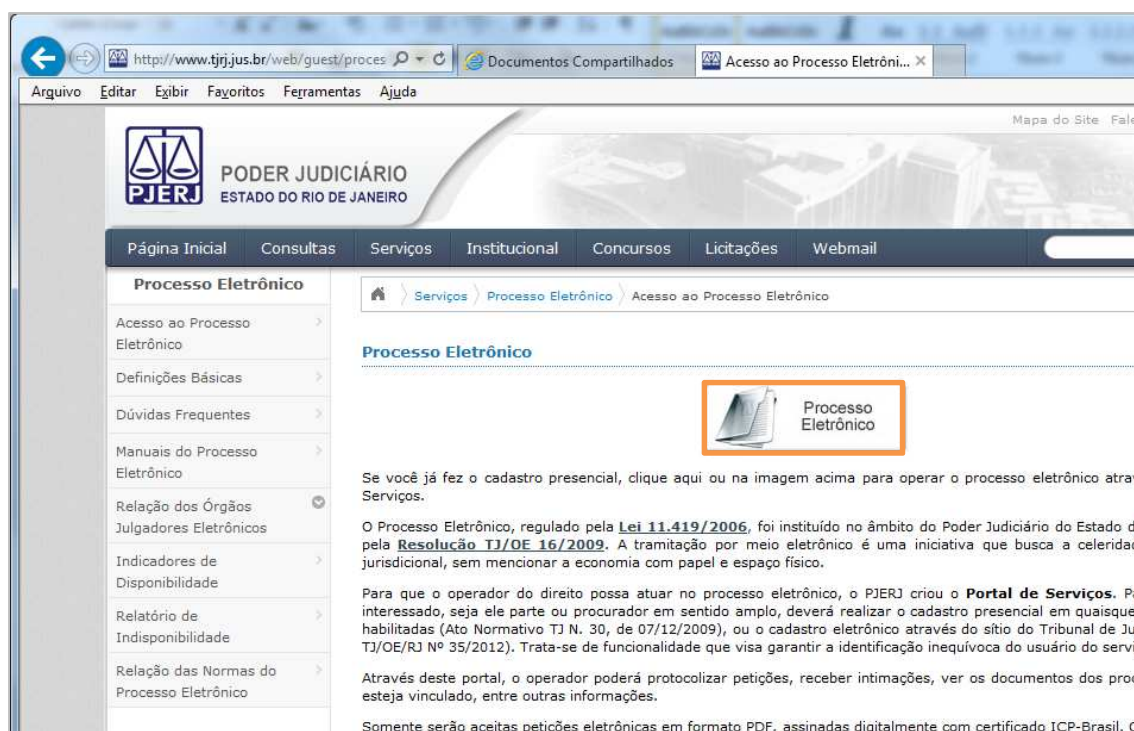 http://www.tjrj.jus.br/web/guest/proces
Documentos Compartilhados
Acesso ao Processo Eletrôni...
Arquivo Editar Exibir Favoritos Ferramentas Ajuda
Mapa do Site Fale
PJERJ
PODER JUDICIÁRIO
ESTADO DO RIO DE JANEIRO
Página Inicial Consultas Serviços Institucional Concursos Licitações Webmail
Processo Eletrônico
Acesso ao Processo
Eletrônico
Definições Básicas
Dúvidas Frequentes
Manuais do Processo
Eletrônico
Relação dos Órgãos
Julgadores Eletrônicos
Indicadores de
Disponibilidade
Relatório de
Indisponibilidade
Relação das Normas do
Processo Eletrônico
Serviços Processo Eletrônico Acesso ao Processo Eletrônico
Processo Eletrônico
Processo
Eletrônico
Se você já fez o cadastro presencial, clique aqui ou na imagem acima para operar o processo eletrônico atra
Serviços.
O Processo Eletrônico, regulado pela Lei 11.419/2006, foi instituído no âmbito do Poder Judiciário do Estado d
pela Resolução TJ/OE 16/2009. A tramitação por meio eletrônico é uma iniciativa que busca a celerida
jurisdicional, sem mencionar a economia com papel e espaço físico.
Para que o operador do direito possa atuar no processo eletrônico, o PJERJ criou o Portal de Serviços. P
interessado, seja ele parte ou procurador em sentido amplo, deverá realizar o cadastro presencial em quaisque
habilitadas (Ato Normativo TJ N. 30, de 07/12/2009), ou o cadastro eletrônico através do sítio do Tribunal de Ju
TJ/OE/RJ Nº 35/2012). Trata-se de funcionalidade que visa garantir a identificação inequívoca do usuário do servi
Através deste portal, o operador poderá protocolizar petições, receber intimações, ver os documentos dos pro
esteja vinculado, entre outras informações.
Somente serão aceitas petições eletrônicas em formato PDF, assinadas digitalmente com certificado ICP-Brasil.